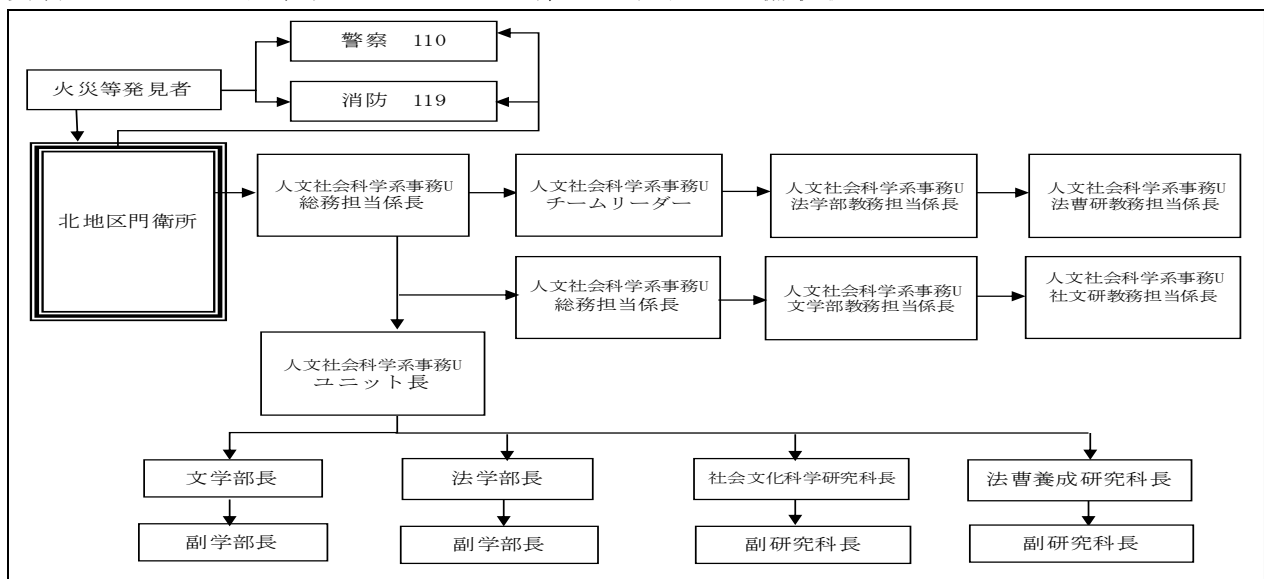 警察 110
火災等発見者
消防 119
北地区門衛所
人文社会科学系事務U
総務担当係長
人文社会科学系事務U
チームリーダー
人文社会科学系事務U
法学部教務担当係長
人文社会科学系事務U
法曹研教務担当係長
人文社会科学系事務U
総務担当係長
人文社会科学系事務U
文学部教務担当係長
人文社会科学系事務U
社文研教務担当係長
人文社会科学系事務U
ユニット長
文学部長
法学部長
社会文化科学研究科長
法曹養成研究科長
副学部長
副学部長
副研究科長
副研究科長